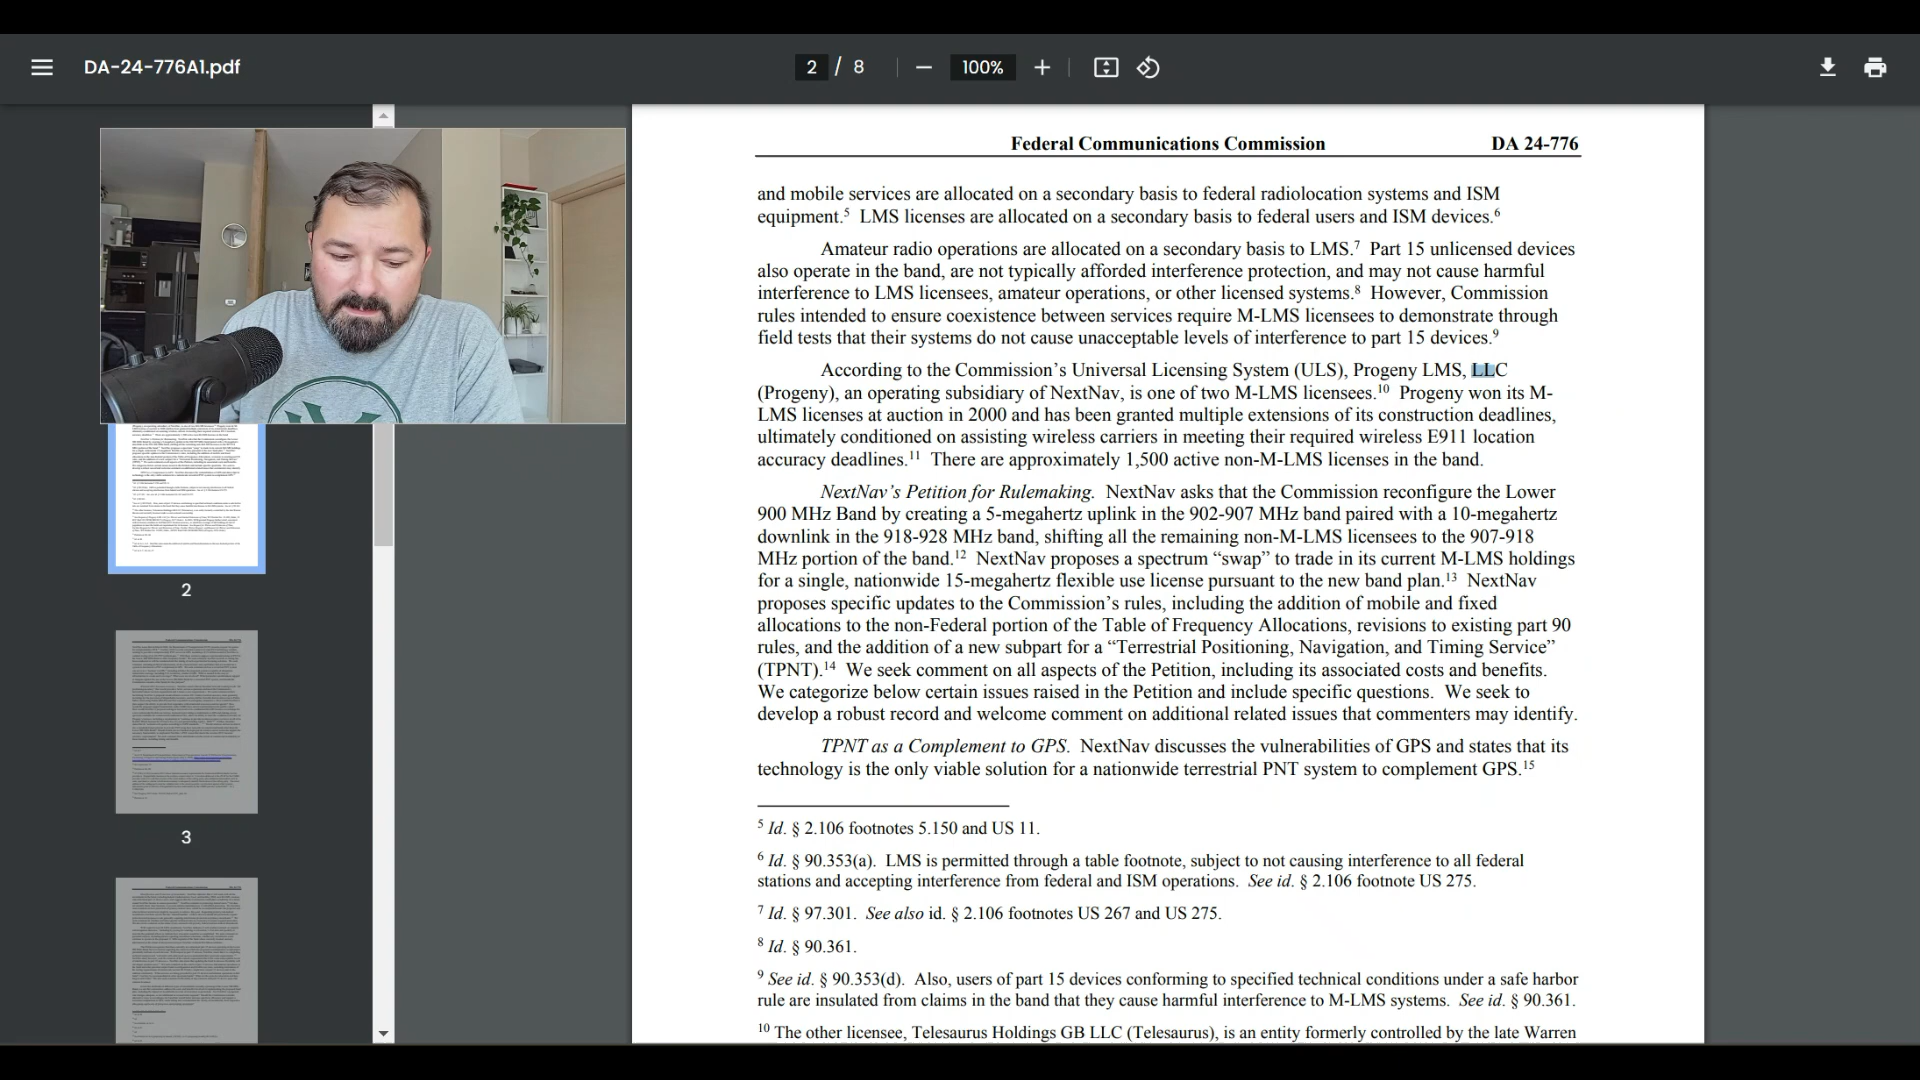 DA-24-776A1.pdf
2 / 8
100%
Federal Communications Commission DA 24-776
and mobile services are allocated on a secondary basis to federal radiolocation systems and ISM
equipment.5 LMS licenses are allocated on a secondary basis to federal users and ISM devices.6
Amateur radio operations are allocated on a secondary basis to LMS.7 Part 15 unlicensed devices
also operate in the band, are not typically afforded interference protection, and may not cause harmful
interference to LMS licensees, amateur operations, or other licensed systems.8 However, Commission
rules intended to ensure coexistence between services require M-LMS licensees to demonstrate through
field tests that their systems do not cause unacceptable levels of interference to part 15 devices.9
According to the Commission’s Universal Licensing System (ULS), Progeny LMS, LLC
(Progeny), an operating subsidiary of NextNav, is one of two M-LMS licensees.10 Progeny won its M-
LMS licenses at auction in 2000 and has been granted multiple extensions of its construction deadlines,
ultimately conditioned on assisting wireless carriers in meeting their required wireless E911 location
accuracy deadlines.11 There are approximately 1,500 active non-M-LMS licenses in the band.
NextNav’s Petition for Rulemaking. NextNav asks that the Commission reconfigure the Lower
900 MHz Band by creating a 5-megahertz uplink in the 902-907 MHz band paired with a 10-megahertz
downlink in the 918-928 MHz band, shifting all the remaining non-M-LMS licensees to the 907-918
MHz portion of the band.12 NextNav proposes a spectrum “swap” to trade in its current M-LMS holdings
for a single, nationwide 15-megahertz flexible use license pursuant to the new band plan.13 NextNav
proposes specific updates to the Commission’s rules, including the addition of mobile and fixed
allocations to the non-Federal portion of the Table of Frequency Allocations, revisions to existing part 90
rules, and the addition of a new subpart for a “Terrestrial Positioning, Navigation, and Timing Service”
(TPNT).14 We seek comment on all aspects of the Petition, including its associated costs and benefits.
We categorize below certain issues raised in the Petition and include specific questions. We seek to
develop a robust record and welcome comment on additional related issues that commenters may identify.
TPNT as a Complement to GPS. NextNav discusses the vulnerabilities of GPS and states that its
technology is the only viable solution for a nationwide terrestrial PNT system to complement GPS.15
5 Id. § 2.106 footnotes 5.150 and US 11.
6 Id. § 90.353(a). LMS is permitted through a table footnote, subject to not causing interference to all federal
stations and accepting interference from federal and ISM operations. See id. § 2.106 footnote US 275.
7 Id. § 97.301. See also id. § 2.106 footnotes US 267 and US 275.
8 Id. § 90.361.
9 See id. § 90.353(d). Also, users of part 15 devices conforming to specified technical conditions under a safe harbor
rule are insulated from claims in the band that they cause harmful interference to M-LMS systems. See id. § 90.361.
10 The other licensee, Telesaurus Holdings GB LLC (Telesaurus), is an entity formerly controlled by the late Warren
2
3